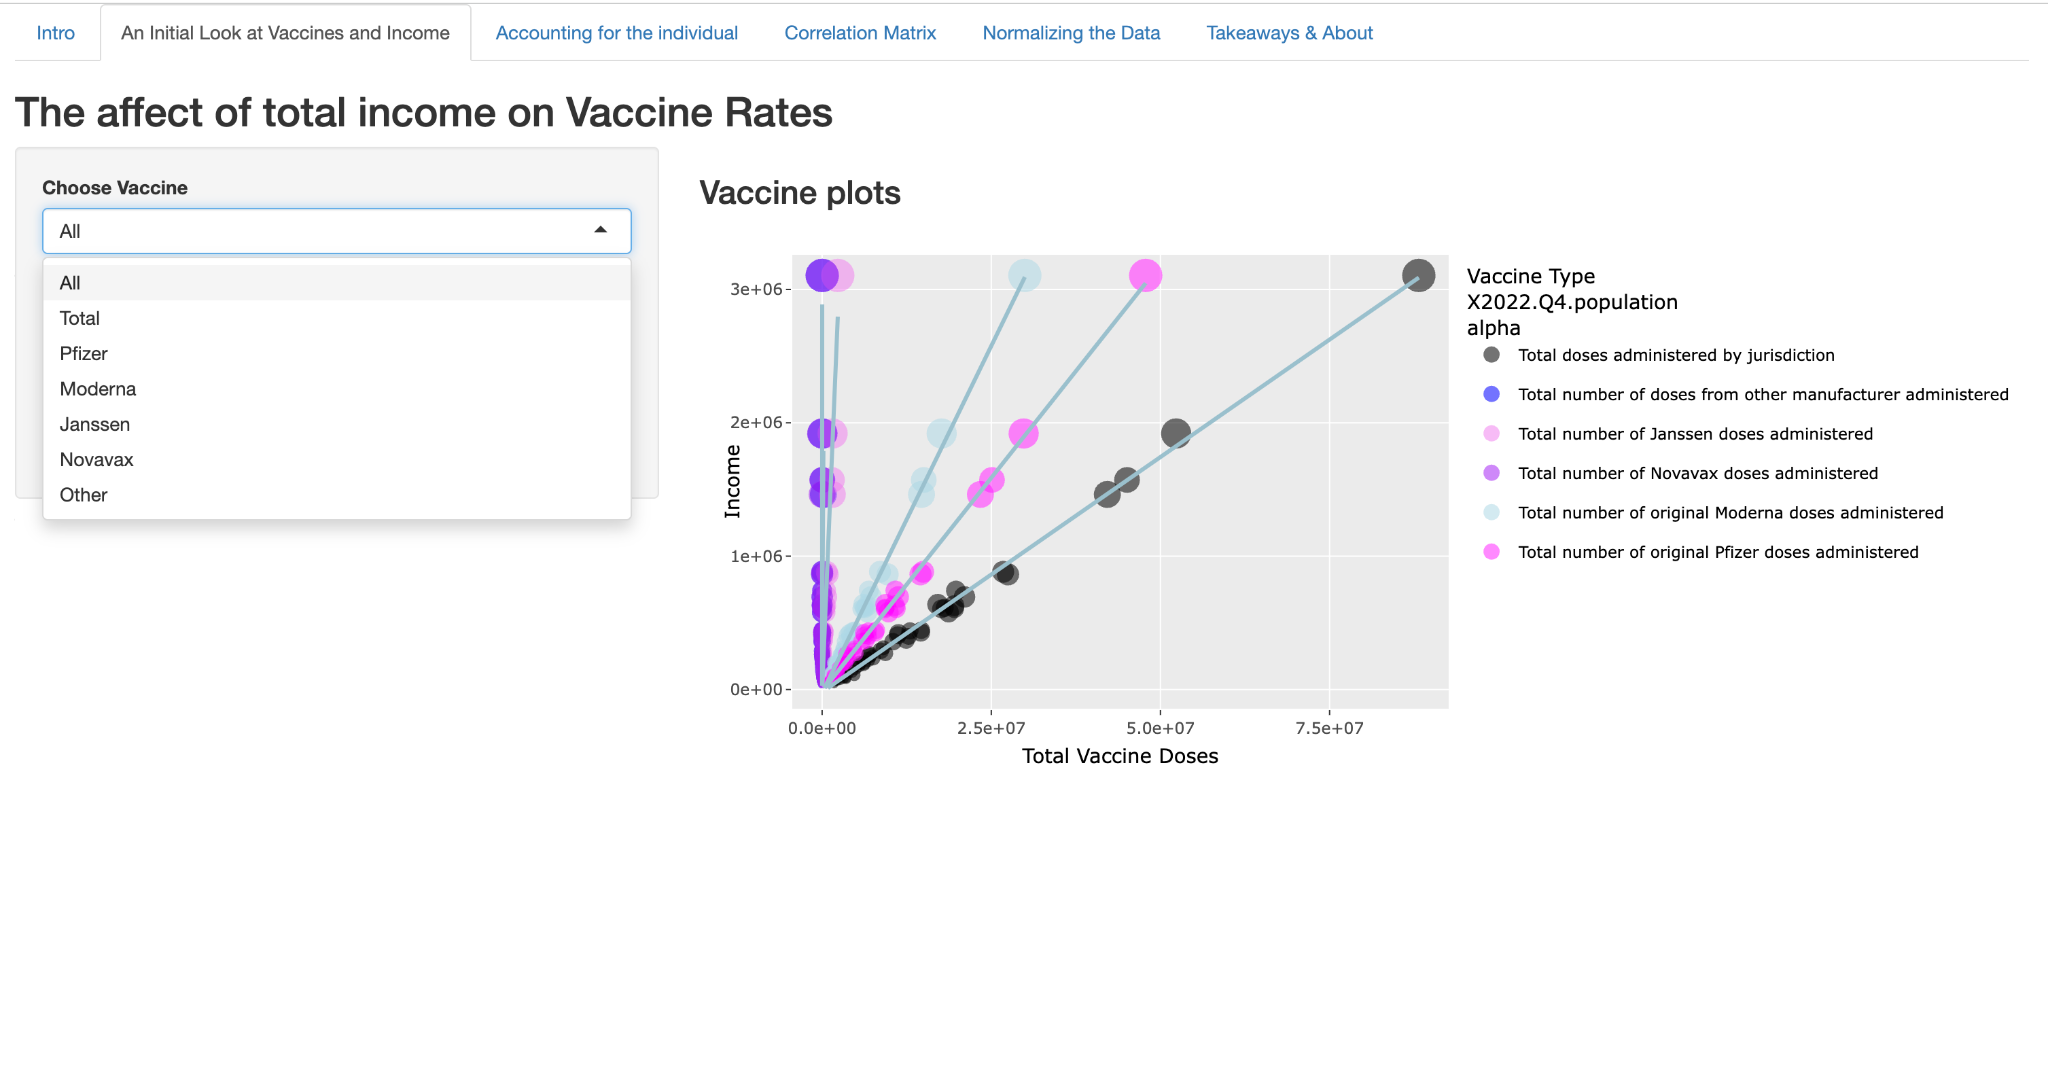 Intro
An Initial Look at Vaccines and Income
Accounting for the individual
Correlation Matrix
Normalizing the Data
Takeaways & About
The affect of total income on Vaccine Rates
Choose Vaccine
All
All
Total
Pfizer
Moderna
Janssen
Novavax
Other
Vaccine plots
3e+06
2e+06
1e+06
0e+00
Income
0.0e+00
2.5e+07
5.0e+07
7.5e+07
Total Vaccine Doses
Vaccine Type
X2022.Q4.population
alpha
Total doses administered by jurisdiction
Total number of doses from other manufacturer administered
Total number of Janssen doses administered
Total number of Novavax doses administered
Total number of original Moderna doses administered
Total number of original Pfizer doses administered